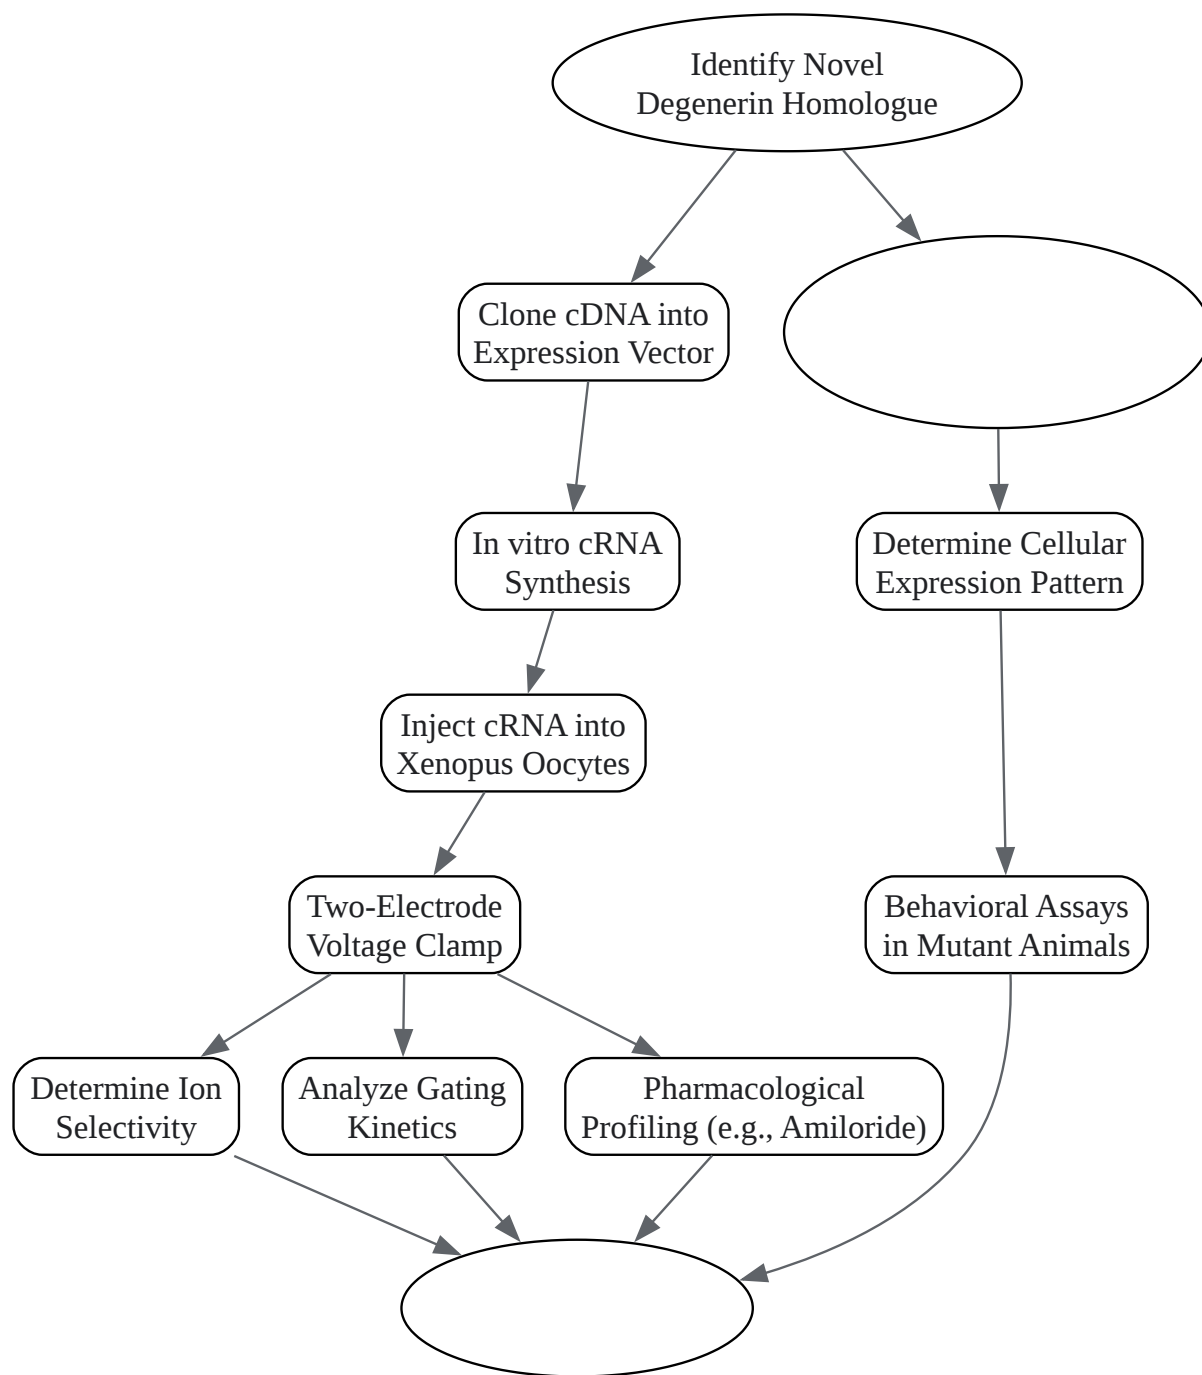 Identify Novel
Degenerin Homologue
Clone cDNA into
Expression Vector
In vitro cRNA
Synthesis
Determine Cellular
Expression Pattern
Inject cRNA into
Xenopus Oocytes
Two-Electrode
Voltage Clamp
Behavioral Assays
in Mutant Animals
Determine Ion
Selectivity
Analyze Gating
Kinetics
Pharmacological
Profiling (e.g., Amiloride)